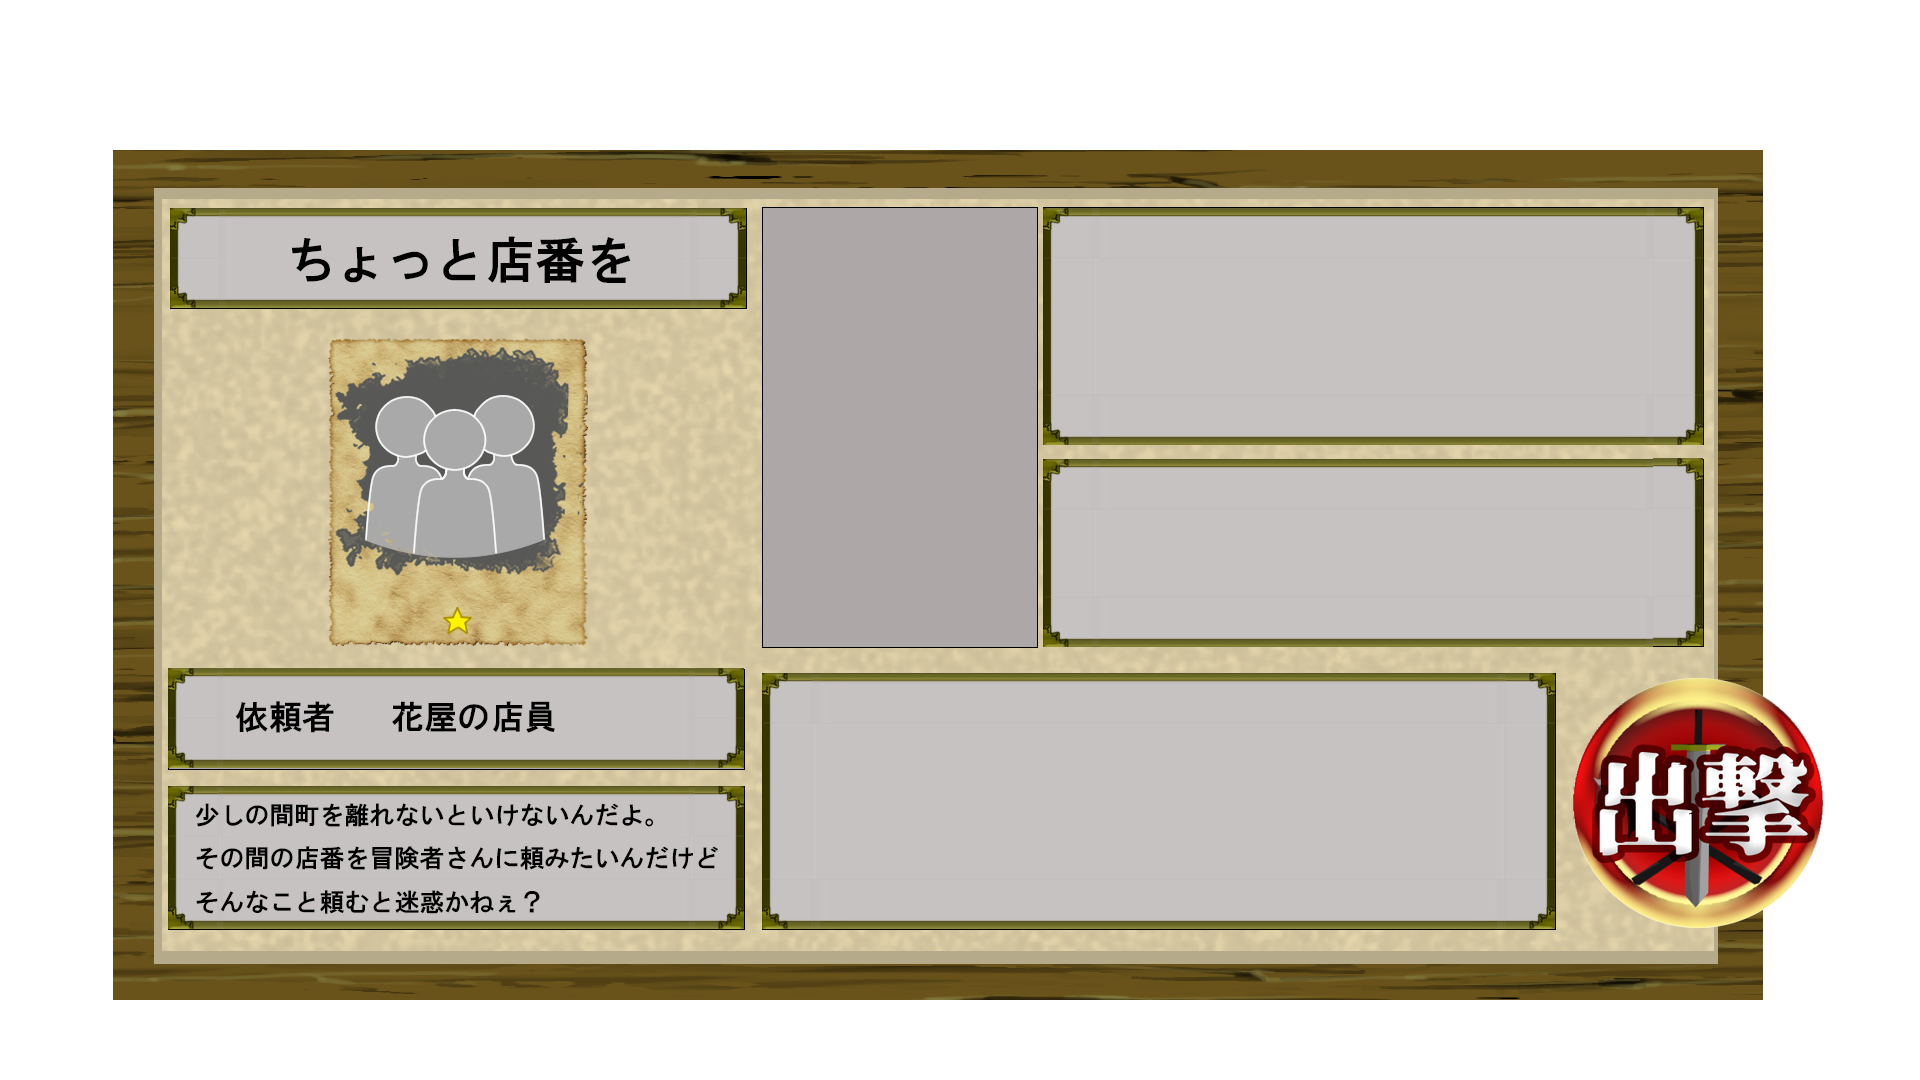 ちょっと店番を
依頼者　花屋の店員
少しの間町を離れないといけないんだよ。
その間の店番を冒険者さんに頼みたいんだけど
そんなこと頼むと迷惑かねぇ？
出撃